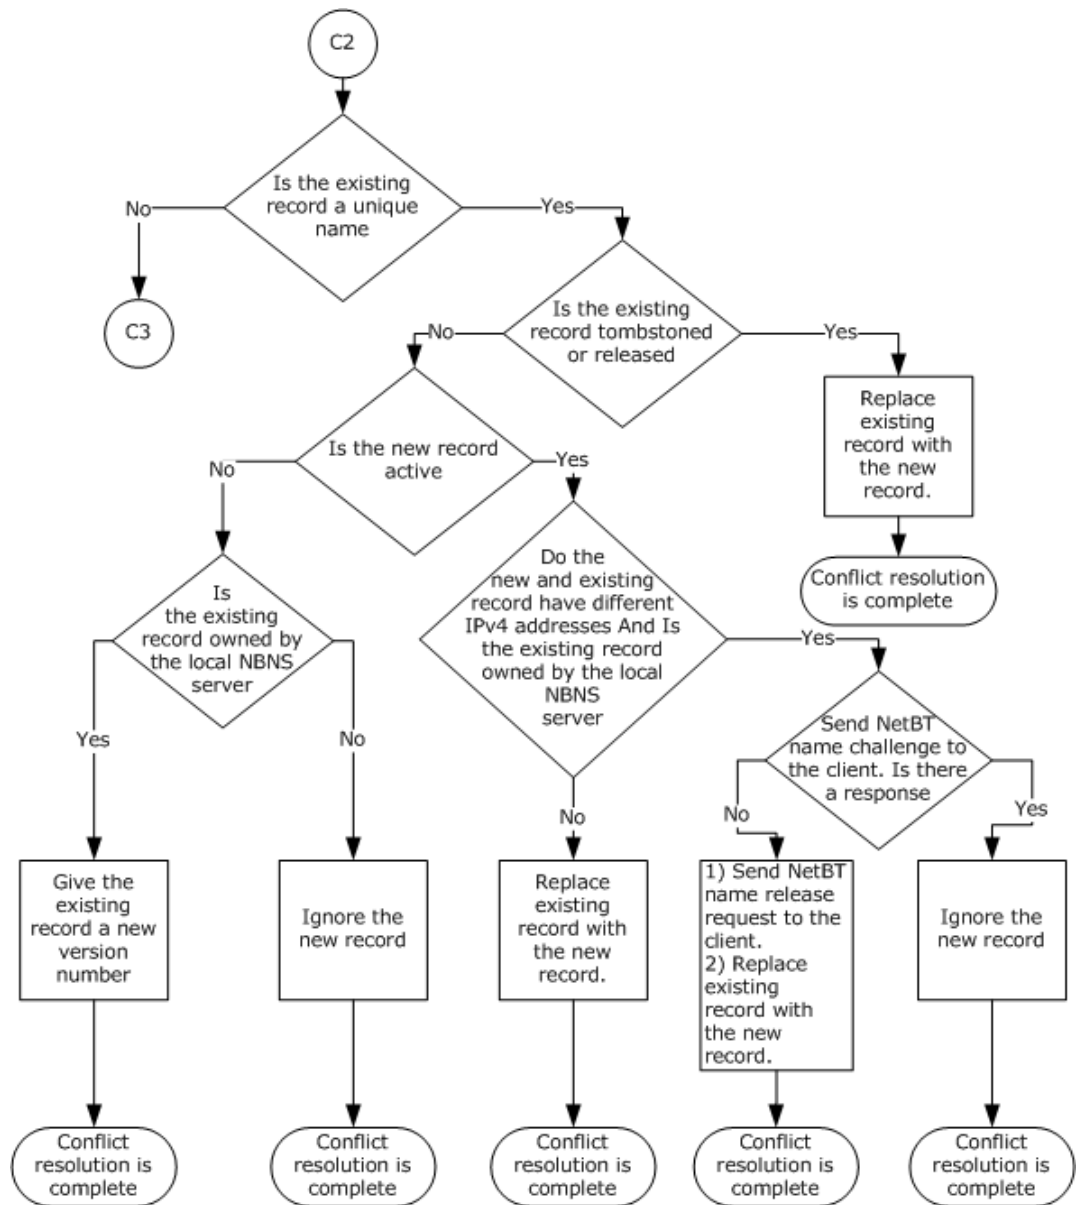 C2
Is the existing
record a unique
name
No
Yes
C3
Is the existing
record tombstoned
or released
No
Yes
Replace
existing
record with
the new
record.
Conflict resolution
is complete
Is the new record
active
No
Yes
Is
the existing
record owned by
the local NBNS
server
Yes
No
Do the
new and existing
record have different
IPv4 addresses And Is
the existing record
owned by the local
NBNS
server
Yes
No
Send NetBT
name challenge to
the client. Is there
a response
No
Yes
Give the
existing
record a new
version
number
Ignore the
new record
Replace
existing
record with
the new
record.
1) Send NetBT
name release
request to the
client.
2) Replace
existing
record with
the new
record.
Ignore the
new record
Conflict
resolution is
complete
Conflict
resolution is
complete
Conflict
resolution is
complete
Conflict
resolution is
complete
Conflict
resolution is
complete